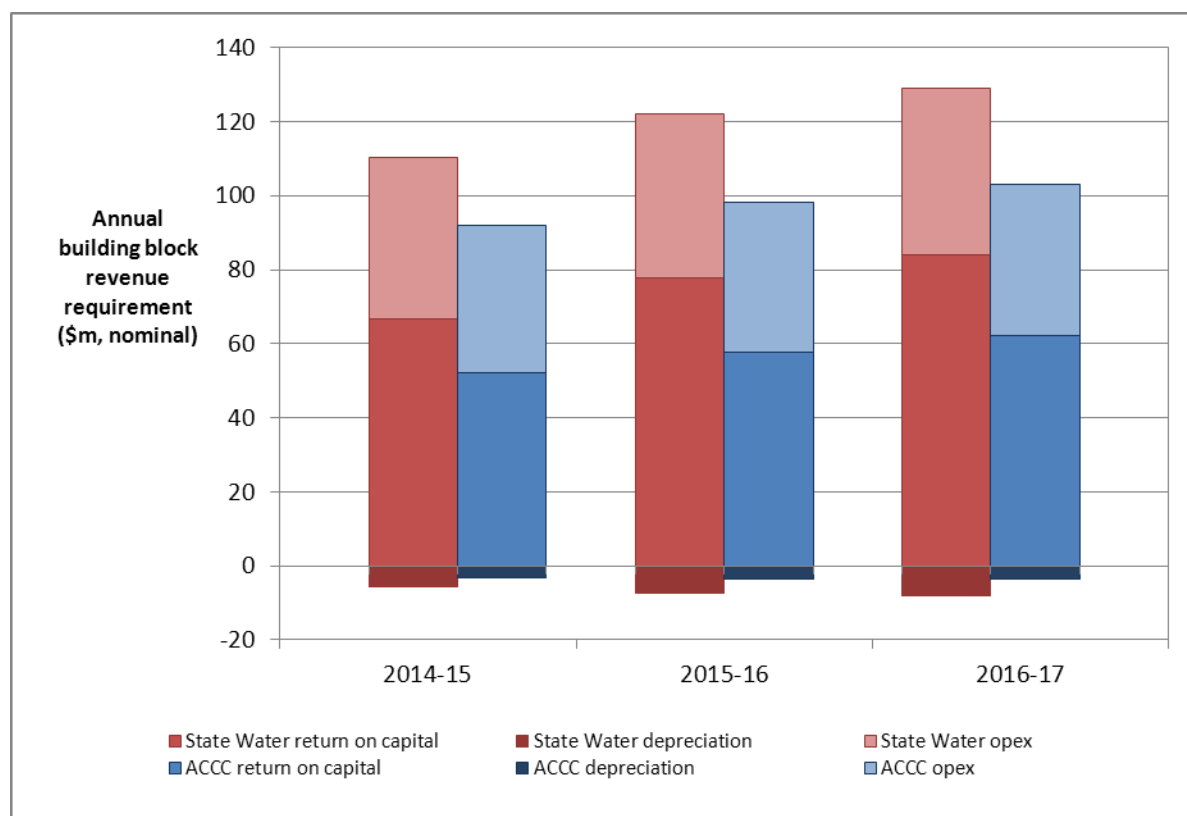 140
120
100
80
60
40
20
0
-20
Annual
building block
revenue
requirement
($m, nominal)
2014-15 2015-16 2016-17
State Water return on capital State Water depreciation State Water opex
ACCC return on capital ACCC depreciation ACCC opex